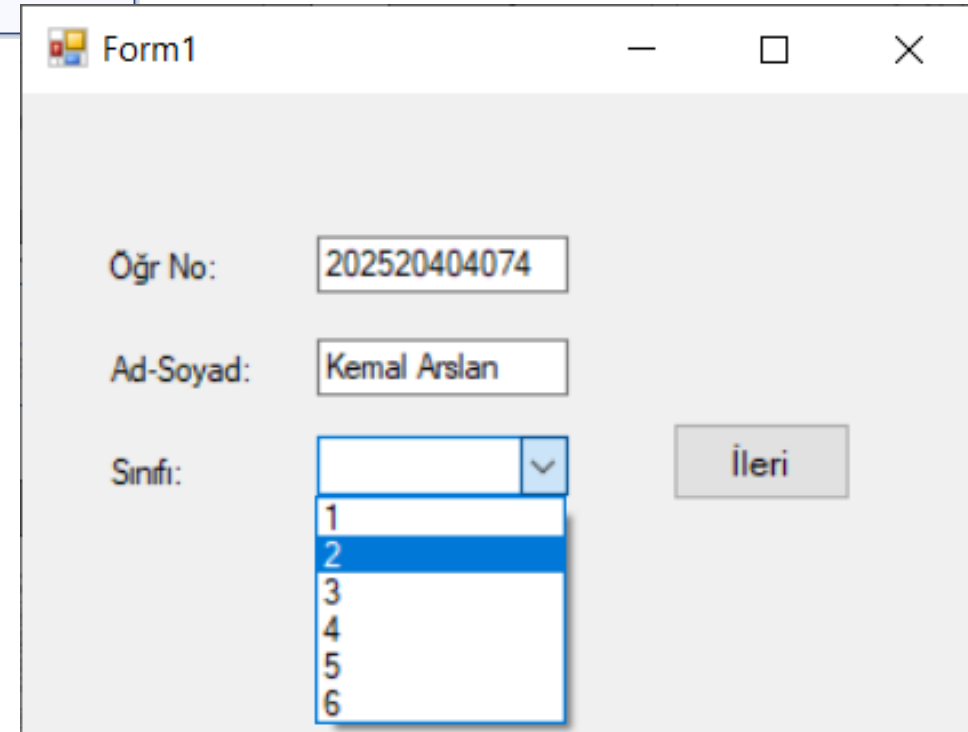 Form1
Öğr No: 202520404074
Ad-Soyad: Kemal Arslan
Sınıfı:
İleri
1
2
3
4
5
6